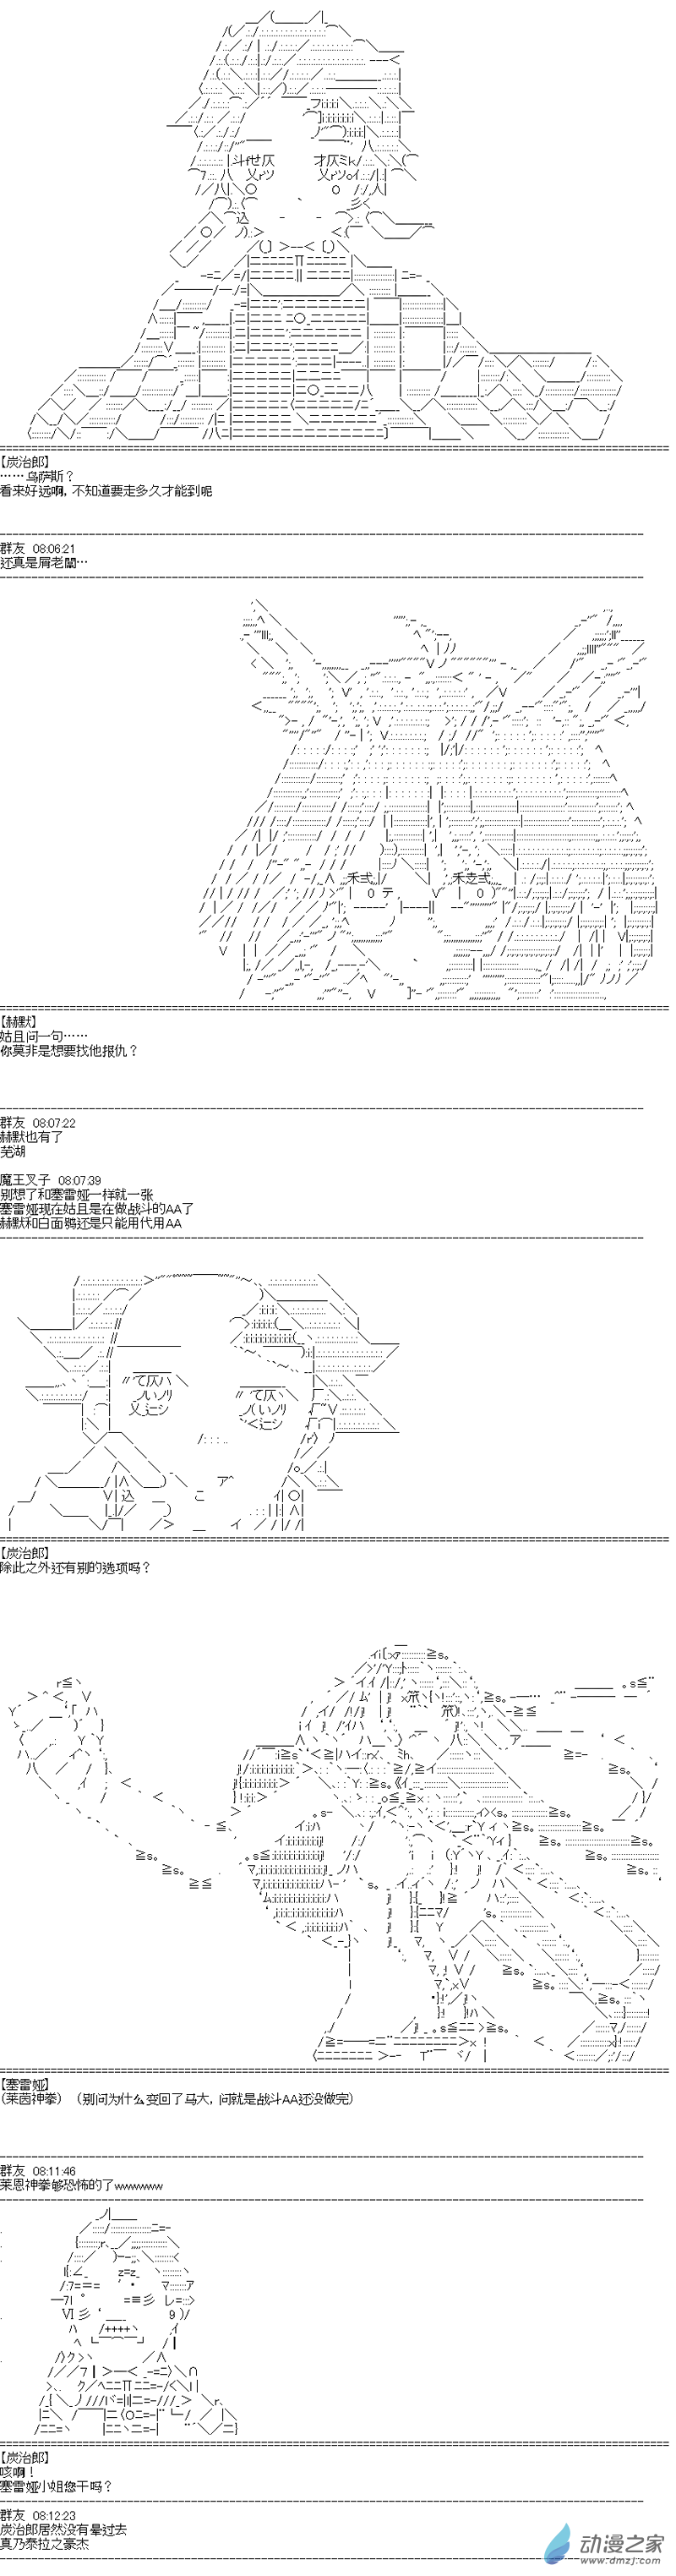 【炭治郎】
……乌萨斯？
看来好远啊，不知道要走多久才能到呢
群友 08:06:21
还真是屑老闆…
【赫默】
姑且问一句……
你莫非是想要找他报仇？
群友 08:07:22
赫默也有了
芜湖
魔王叉子 08:07:39
别想了和塞雷娅一样就一张
塞雷娅现在姑且是在做战斗的AA了
赫默和白面鸮还是只能用代用AA
【炭治郎】
除此之外还有别的选项吗？
【塞雷娅】
（莱茵神拳）（别问为什么变回了马大，问就是战斗AA还没做完）
群友 08:11:46
莱恩神拳够恐怖的了wwwwww
【炭治郎】
咳啊！
塞雷娅小姐您干吗？
群友 08:12:23
炭治郎居然没有晕过去
真乃泰拉之豪杰
动漫之家
www.dmzj.com